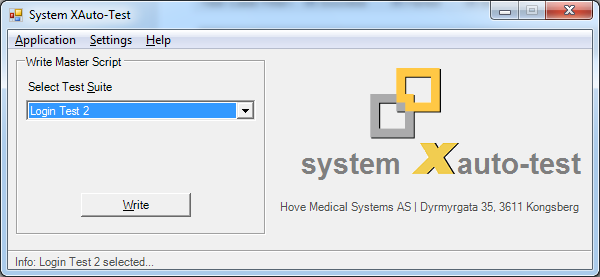 System XAuto-Test
Application Settings Help
Write Master Script
Select Test Suite
Login Test 2
Write
system Xauto-test
Hove Medical Systems AS | Dyrmyrgata 35, 3611 Kongsberg
Info: Login Test 2 selected...